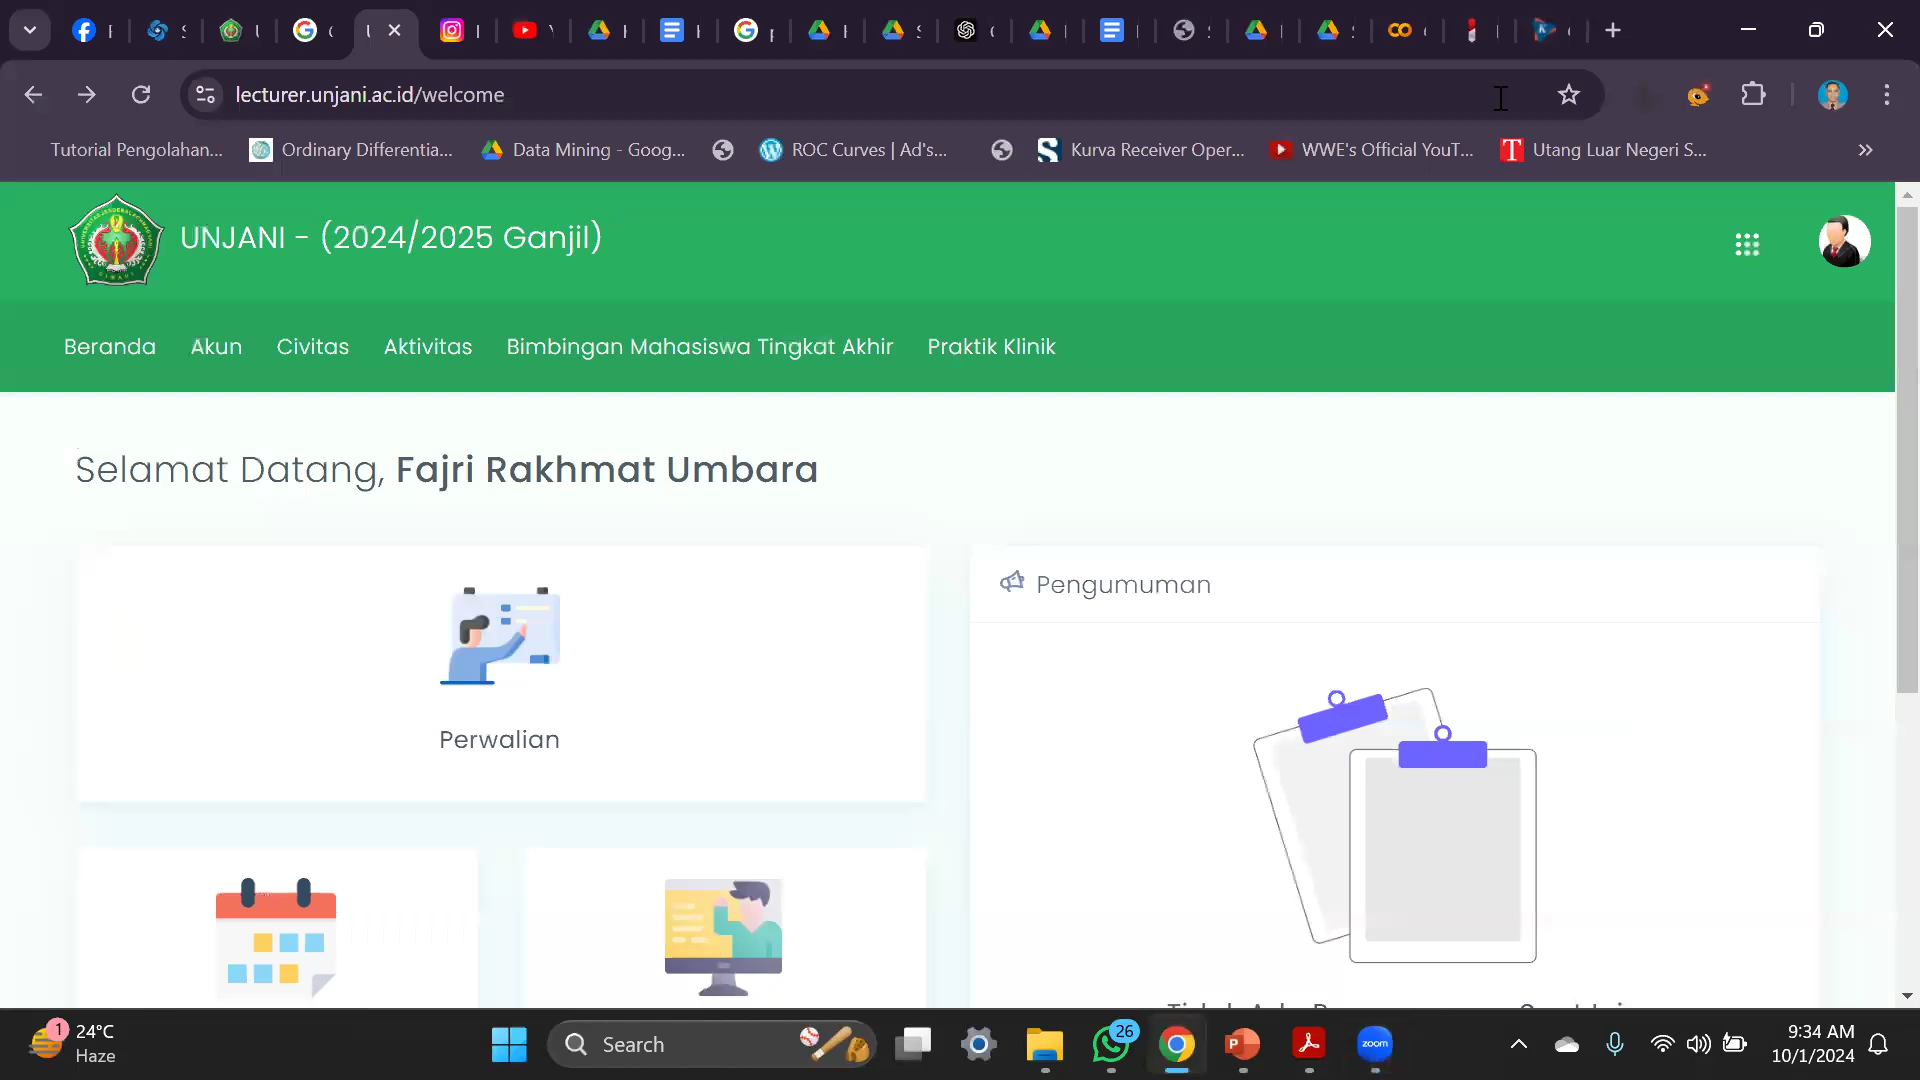 lecturer.unjani.ac.id/welcome
Tutorial Pengolahan...
Ordinary Differentia...
Data Mining - Goog...
ROC Curves | Ad's...
Kurva Receiver Oper...
WWE's Official YouT...
Utang Luar Negeri S...
UNJANI - (2024/2025 Ganjil)
Beranda
Akun
Civitas
Aktivitas
Bimbingan Mahasiswa Tingkat Akhir
Praktik Klinik
Selamat Datang, Fajri Rakhmat Umbara
Perwalian
Pengumuman
1
24°C
Haze
Search
26
zoom
9:34 AM
10/1/2024